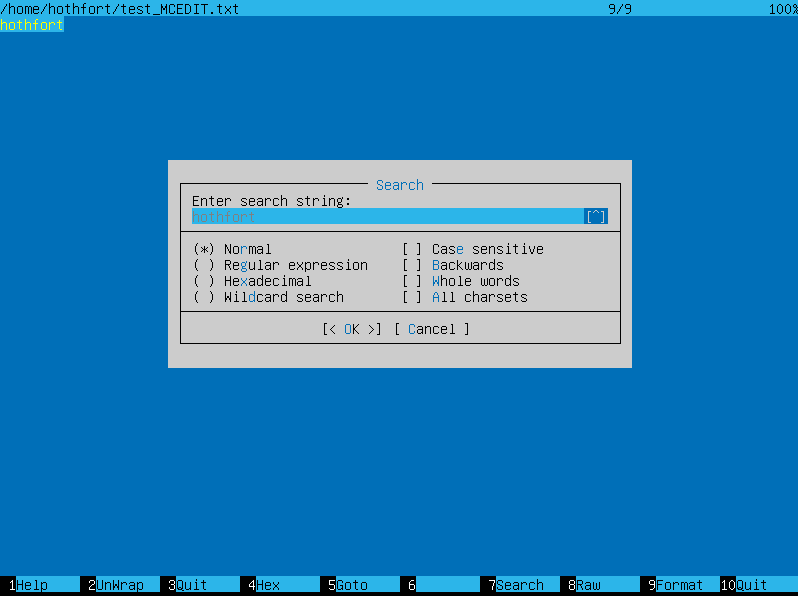 /home/hothfort/test_MCEDIT.txt 9/9 100%
hothfort
Search
Enter search string:
hothfort [^]
(*) Normal [ ] Case sensitive
( ) Regular expression [ ] Backwards
( ) Hexadecimal [ ] Whole words
( ) Wildcard search [ ] All charsets
[< OK >] [ Cancel ]
1Help 2UnWrap 3Quit 4Hex 5Goto 6 7Search 8Raw 9Format 10Quit